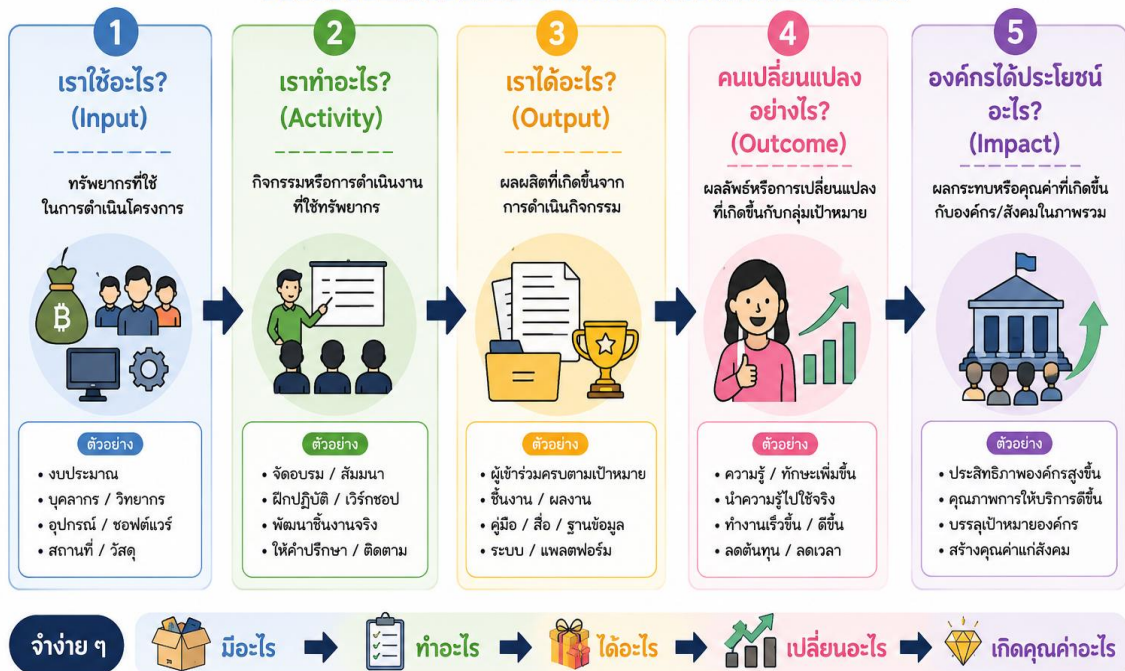 1
เราใช้อะไร?
(Input)
ทรัพยากรที่ใช้
ในการดำเนินโครงการ
฿
ตัวอย่าง
• งบประมาณ
• บุคลากร / วิทยากร
• อุปกรณ์ / ซอฟต์แวร์
• สถานที่ / วัสดุ
2
เราทำอะไร?
(Activity)
กิจกรรมหรือการดำเนินงาน
ที่ใช้ทรัพยากร
ตัวอย่าง
• จัดอบรม / สัมมนา
• ฝึกปฏิบัติ / เวิร์กชอป
• พัฒนาชิ้นงานจริง
• ให้คำปรึกษา / ติดตาม
3
เราได้อะไร?
(Output)
ผลผลิตที่เกิดขึ้นจาก
การดำเนินกิจกรรม
ตัวอย่าง
• ผู้เข้าร่วมครบตามเป้าหมาย
• ชิ้นงาน / ผลงาน
• คู่มือ / สื่อ / ฐานข้อมูล
• ระบบ / แพลตฟอร์ม
4
คนเปลี่ยนแปลง
อย่างไร?
(Outcome)
ผลลัพธ์หรือการเปลี่ยนแปลง
ที่เกิดขึ้นกับกลุ่มเป้าหมาย
ตัวอย่าง
• ความรู้ / ทักษะเพิ่มขึ้น
• นำความรู้ไปใช้จริง
• ทำงานเร็วขึ้น / ดีขึ้น
• ลดต้นทุน / ลดเวลา
5
องค์กรได้ประโยชน์
อะไร?
(Impact)
ผลกระทบหรือคุณค่าที่เกิดขึ้น
กับองค์กร/สังคมในภาพรวม
ตัวอย่าง
• ประสิทธิภาพองค์กรสูงขึ้น
• คุณภาพการให้บริการดีขึ้น
• บรรลุเป้าหมายองค์กร
• สร้างคุณค่าแก่สังคม
จำง่าย ๆ
มีอะไร
ทำอะไร
ได้อะไร
เปลี่ยนอะไร
เกิดคุณค่าอะไร